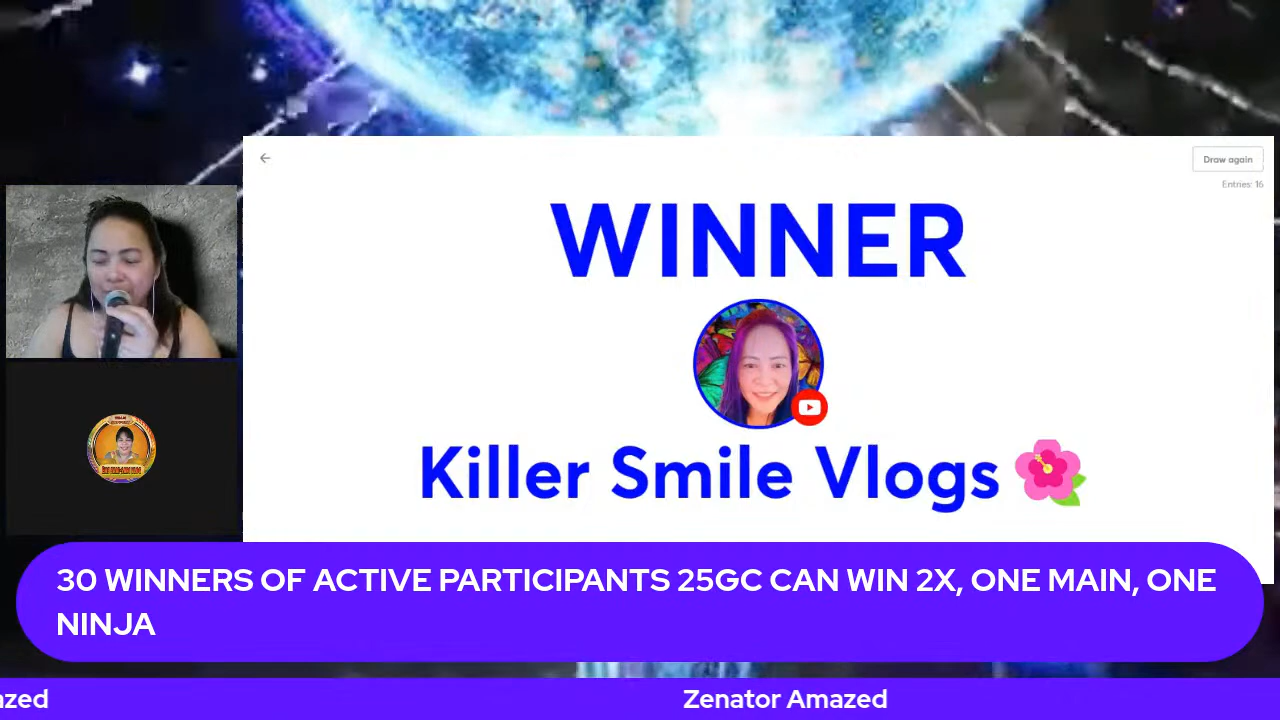 Draw again
Entries: 16
WINNER
Killer Smile Vlogs
30 WINNERS OF ACTIVE PARTICIPANTS 25GC CAN WIN 2X, ONE MAIN, ONE
NINJA
azed
Zenator Amazed